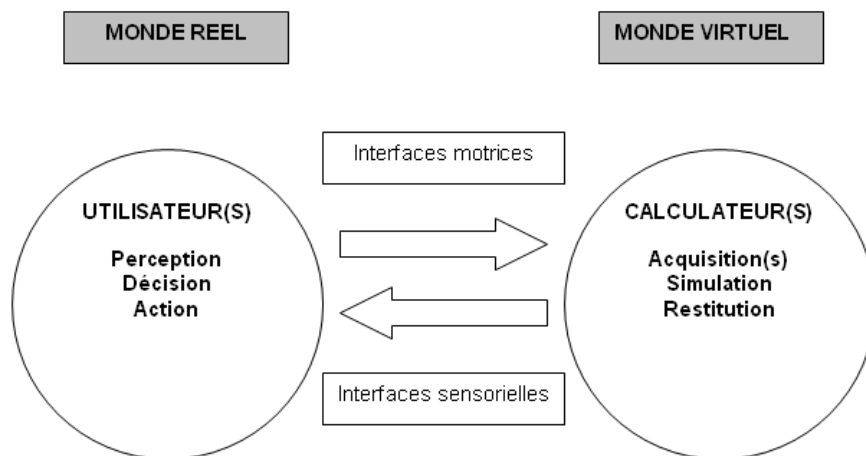 MONDE REEL
MONDE VIRTUEL
Interfaces motrices
UTILISATEUR(S)
Perception
Décision
Action
CALCULATEUR(S)
Acquisition(s)
Simulation
Restitution
Interfaces sensorielles